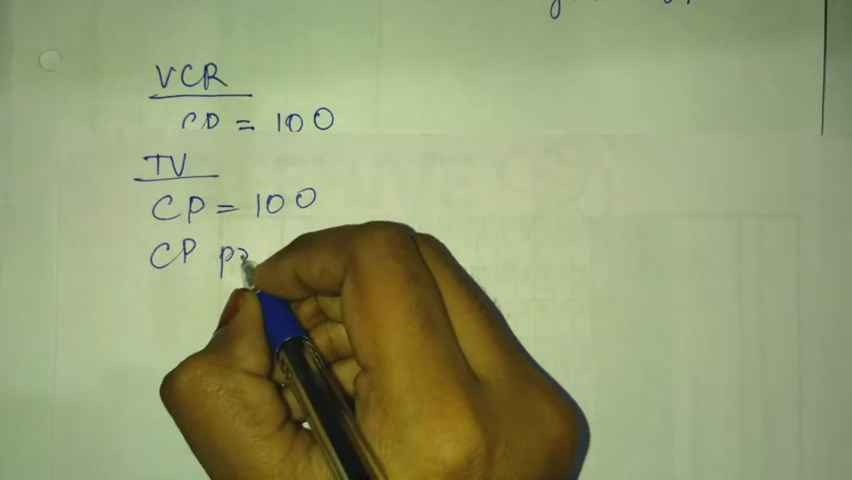 VCR
CP = 100
TV
CP = 100
CP